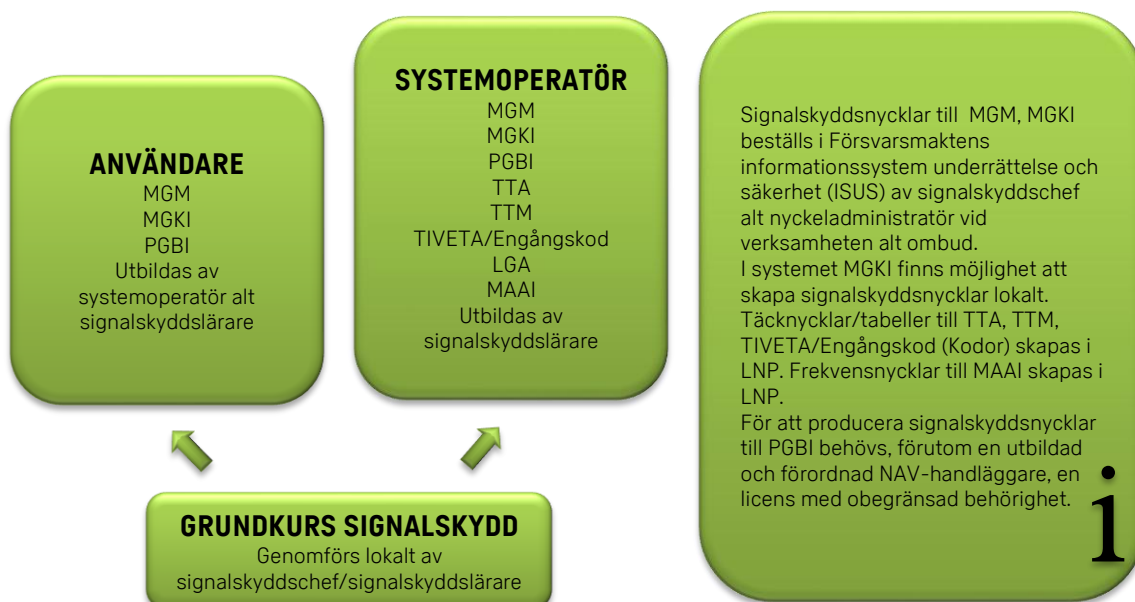 ANVÄNDARE
MGM
MGKI
PGBI
Utbildas av
systemoperatör alt
signalskyddslärare
SYSTEMOPERATÖR
MGM
MGKI
PGBI
TTA
TTM
TIVETA/Engångskod
LGA
MAAI
Utbildas av
signalskyddslärare
Signalskyddsnycklar till MGM, MGKI
beställs i Försvarsmaktens
informationssystem underrättelse och
säkerhet (ISUS) av signalskyddschef
alt nyckeladministratör vid
verksamheten alt ombud.
I systemet MGKI finns möjlighet att
skapa signalskyddsnycklar lokalt.
Täcknycklar/tabeller till TTA, TTM,
TIVETA/Engångskod (Kodor) skapas i
LNP. Frekvensnycklar till MAAI skapas i
LNP.
För att producera signalskyddsnycklar
till PGBI behövs, förutom en utbildad
och förordnad NAV-handläggare, en
licens med obegränsad behörighet.
i
GRUNDKURS SIGNALSKYDD
Genomförs lokalt av
signalskyddschef/signalskyddslärare